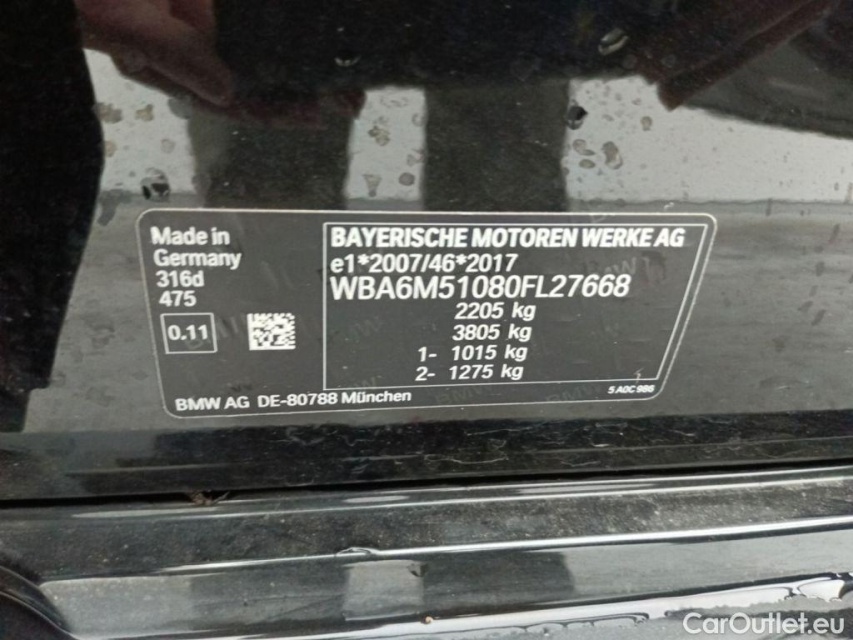 Made in
Germany
316d
475
0.11
BAYERISCHE MOTOREN WERKE AG
e1*2007/46*2017
WBA6M51080FL27668
2205 kg
3805 kg
1- 1015 kg
2- 1275 kg
BMW AG DE-80788 München
5 A0C 986
CarOutlet.eu